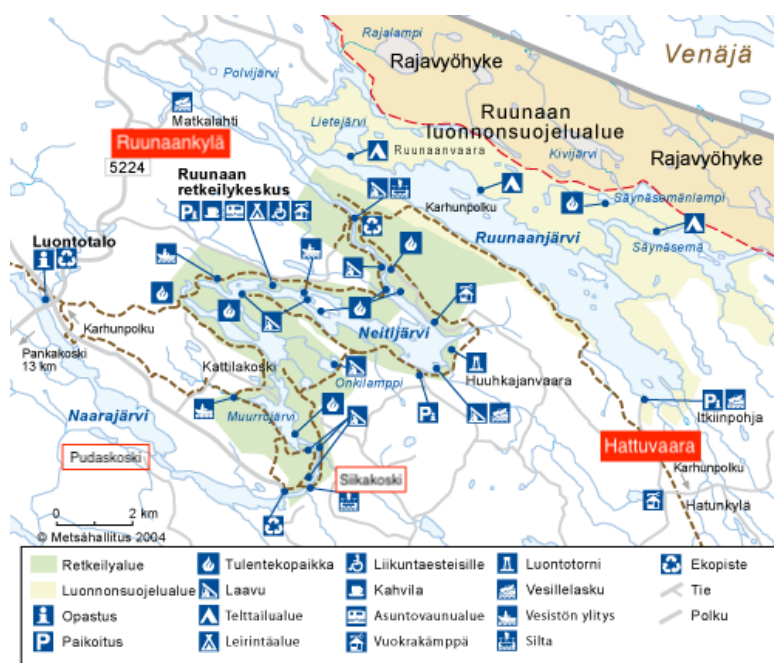 Rajalampi
Rajavyöhyke
Venäjä
Polvijärvi
Matkalahti
Lietejärvi
Ruunaan
luonnonsuojelualue
Ruunaanvaara
Kivijärvi
Rajavyöhyke
Ruunaankylä
5224
Ruunaan
retkeilykeskus
Karhunpolku
Säynäsemänlampi
Ruunaanjärvi
Säynäsemä
Luontotalo
Karhunpolku
Neitijärvi
Pankakoski
13 km
Kattilakoski
Onkilamppi
Huuhkajanvaara
Naarajärvi
Muurrojärvi
Itkiinpohja
Hattuvaara
Pudaskoski
Siikakoski
Karhunpolku
Hatunkylä
0 2 km
© Metsähallitus 2004
Retkeilyalue
Luonnonsuojelualue
Opastus
Paikoitus
Tulentekopaikka
Laavu
Telttailualue
Leirintäalue
Liikuntaesteisille
Kahvila
Asuntovaunualue
Vuokrakämppä
Luontotorni
Vesillelasku
Vesistön ylitys
Silta
Ekopiste
Tie
Polku